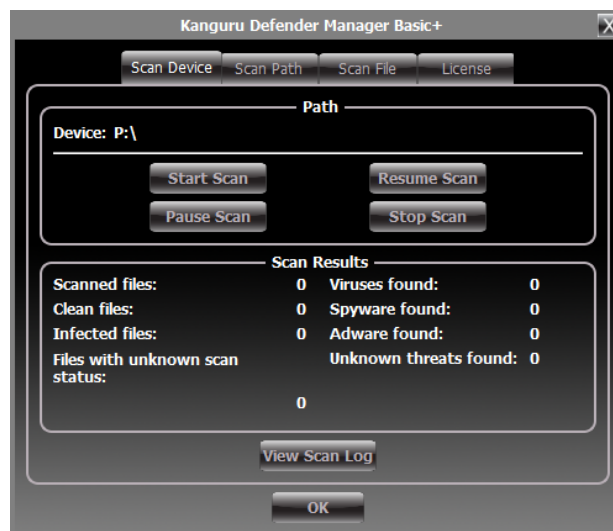 Kanguru Defender Manager Basic+
X
Scan Device Scan Path Scan File License
Path
Device: P:\
Start Scan Resume Scan
Pause Scan Stop Scan
Scan Results
Scanned files: 0 Viruses found: 0
Clean files: 0 Spyware found: 0
Infected files: 0 Adware found: 0
Files with unknown scan Unknown threats found: 0
status:
0
View Scan Log
OK